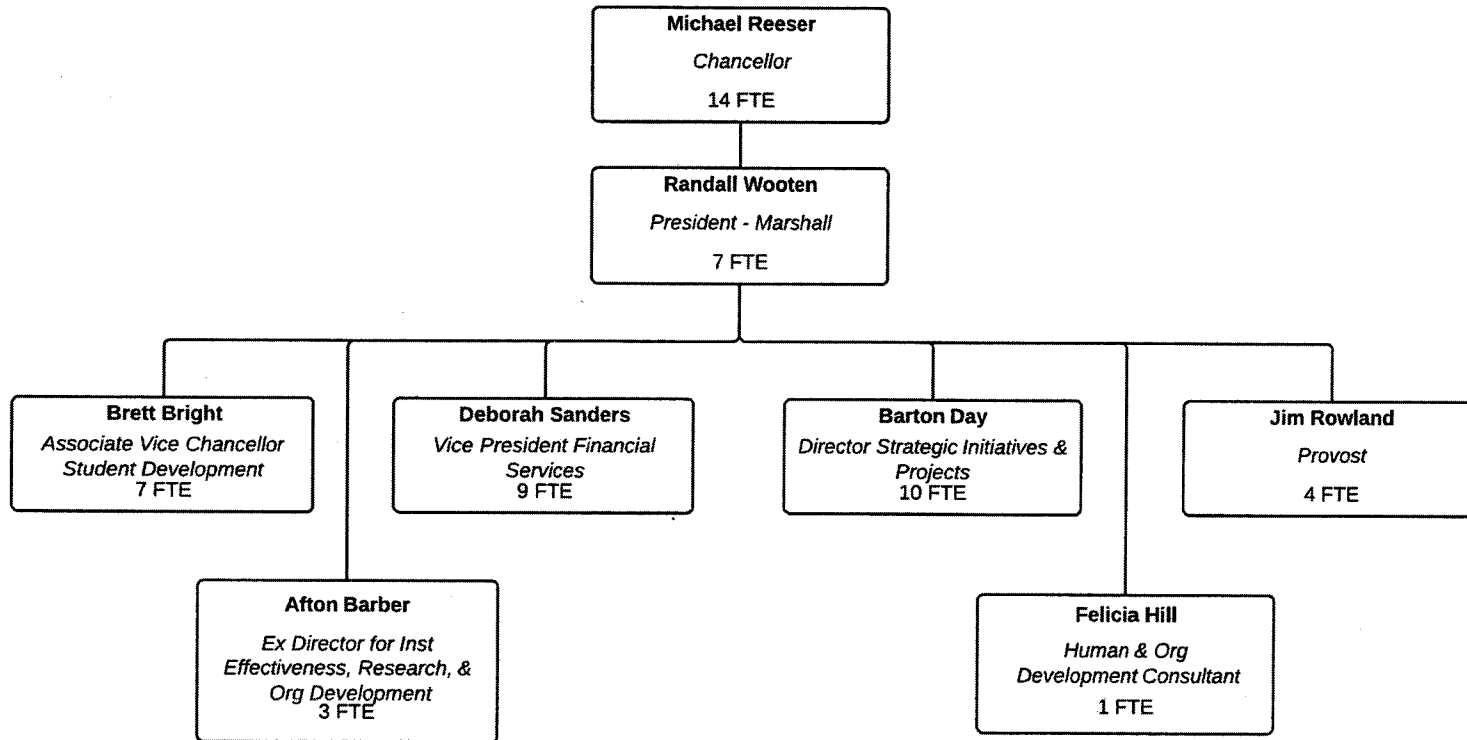 Michael Reeser
Chancellor
14 FTE
Randall Wooten
President - Marshall
7 FTE
Brett Bright
Associate Vice Chancellor
Student Development
7 FTE
Deborah Sanders
Vice President Financial
Services
9 FTE
Barton Day
Director Strategic Initiatives &
Projects
10 FTE
Jim Rowland
Provost
4 FTE
Afton Barber
Ex Director for Inst
Effectiveness, Research, &
Org Development
3 FTE
Felicia Hill
Human & Org
Development Consultant
1 FTE